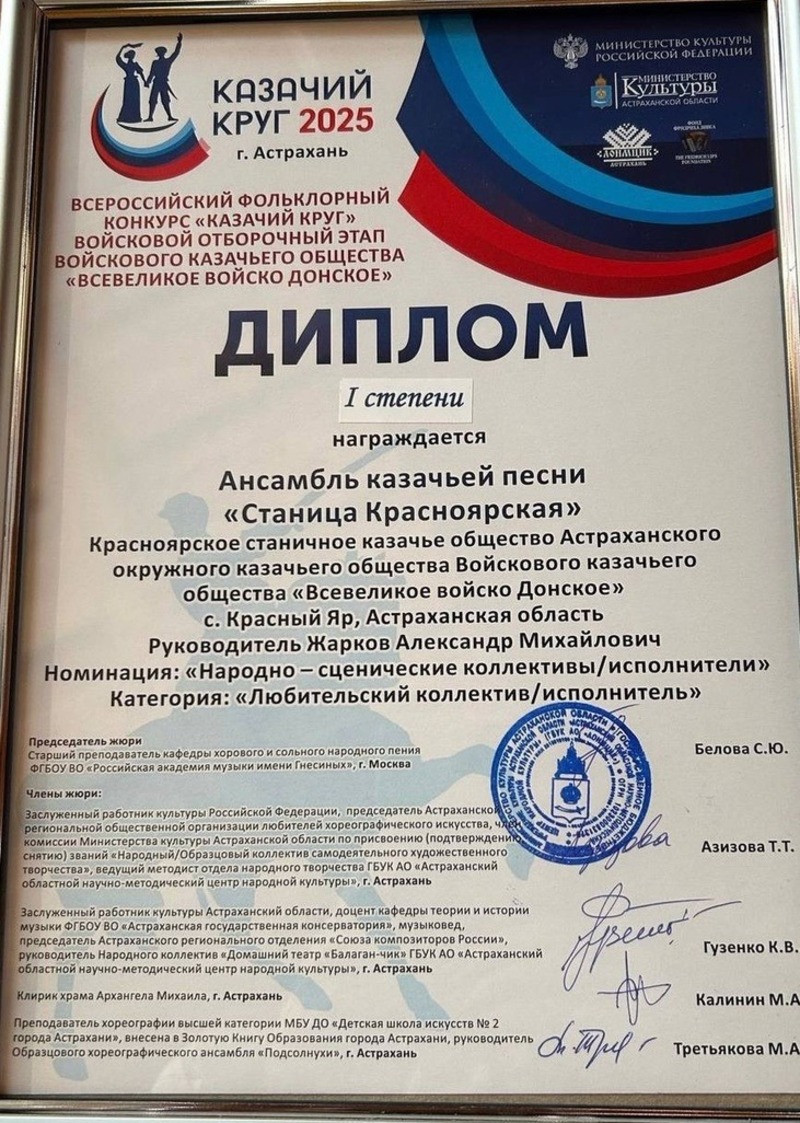 КАЗАЧИЙ
КРУГ 2025
г. Астрахань
МИНИСТЕРСТВО КУЛЬТУРЫ
РОССИЙСКОЙ ФЕДЕРАЦИИ
МИНИСТЕРСТВО
КУЛЬТУРЫ
АСТРАХАНСКОЙ ОБЛАСТИ
АСТРАХАНЬ
ФОНД
ФРИДРИХА ЛИПСА
THE FRIEDRICH LIPS
FOUNDATION
ВСЕРОССИЙСКИЙ ФОЛЬКЛОРНЫЙ
КОНКУРС «КАЗАЧИЙ КРУГ»
ВОЙСКОВОЙ ОТБОРОЧНЫЙ ЭТАП
ВОЙСКОВОГО КАЗАЧЬЕГО ОБЩЕСТВА
«ВСЕВЕЛИКОЕ ВОЙСКО ДОНСКОЕ»
ДИПЛОМ
I степени
награждается
Ансамбль казачьей песни
«Станица Красноярская»
Красноярское станичное казачье общество Астраханского
окружного казачьего общества Войскового казачьего
общества «Всевеликое войско Донское»
с. Красный Яр, Астраханская область
Руководитель Жарков Александр Михайлович
Номинация: «Народно – сценические коллективы/исполнители»
Категория: «Любительский коллектив/исполнитель»
Председатель жюри
Старший преподаватель кафедры хорового и сольного народного пения
ФГБОУ ВО «Российская академия музыки имени Гнесиных», г. Москва
Белова С.Ю.
Члены жюри:
Заслуженный работник культуры Российской Федерации, председатель Астраханской
региональной общественной организации любителей хореографического искусства, член
комиссии Министерства культуры Астраханской области по присвоению (подтверждению,
снятию) званий «Народный/Образцовый коллектив самодеятельного художественного
творчества», ведущий методист отдела народного творчества ГБУК АО «Астраханский
областной научно-методический центр народной культуры», г. Астрахань
Азизова Т.Т.
Заслуженный работник культуры Астраханский области, доцент кафедры теории и истории
музыки ФГБОУ ВО «Астраханская государственная консерватория», музыковед,
председатель Астраханского регионального отделения «Союза композиторов России»,
руководитель Народного коллектив «Домашний театр «Балаган-чик» ГБУК АО «Астраханский
областной научно-методический центр народной культуры», г. Астрахань
Гузенко К.В.
Клирик храма Архангела Михаила, г. Астрахань
Калинин М.А
Преподаватель хореографии высшей категории МБУ ДО «Детская школа искусств № 2
города Астрахани», внесена в Золотую Книгу Образования города Астрахани, руководитель
Образцового хореографического ансамбля «Подсолнухи», г. Астрахань
Третьякова М.А